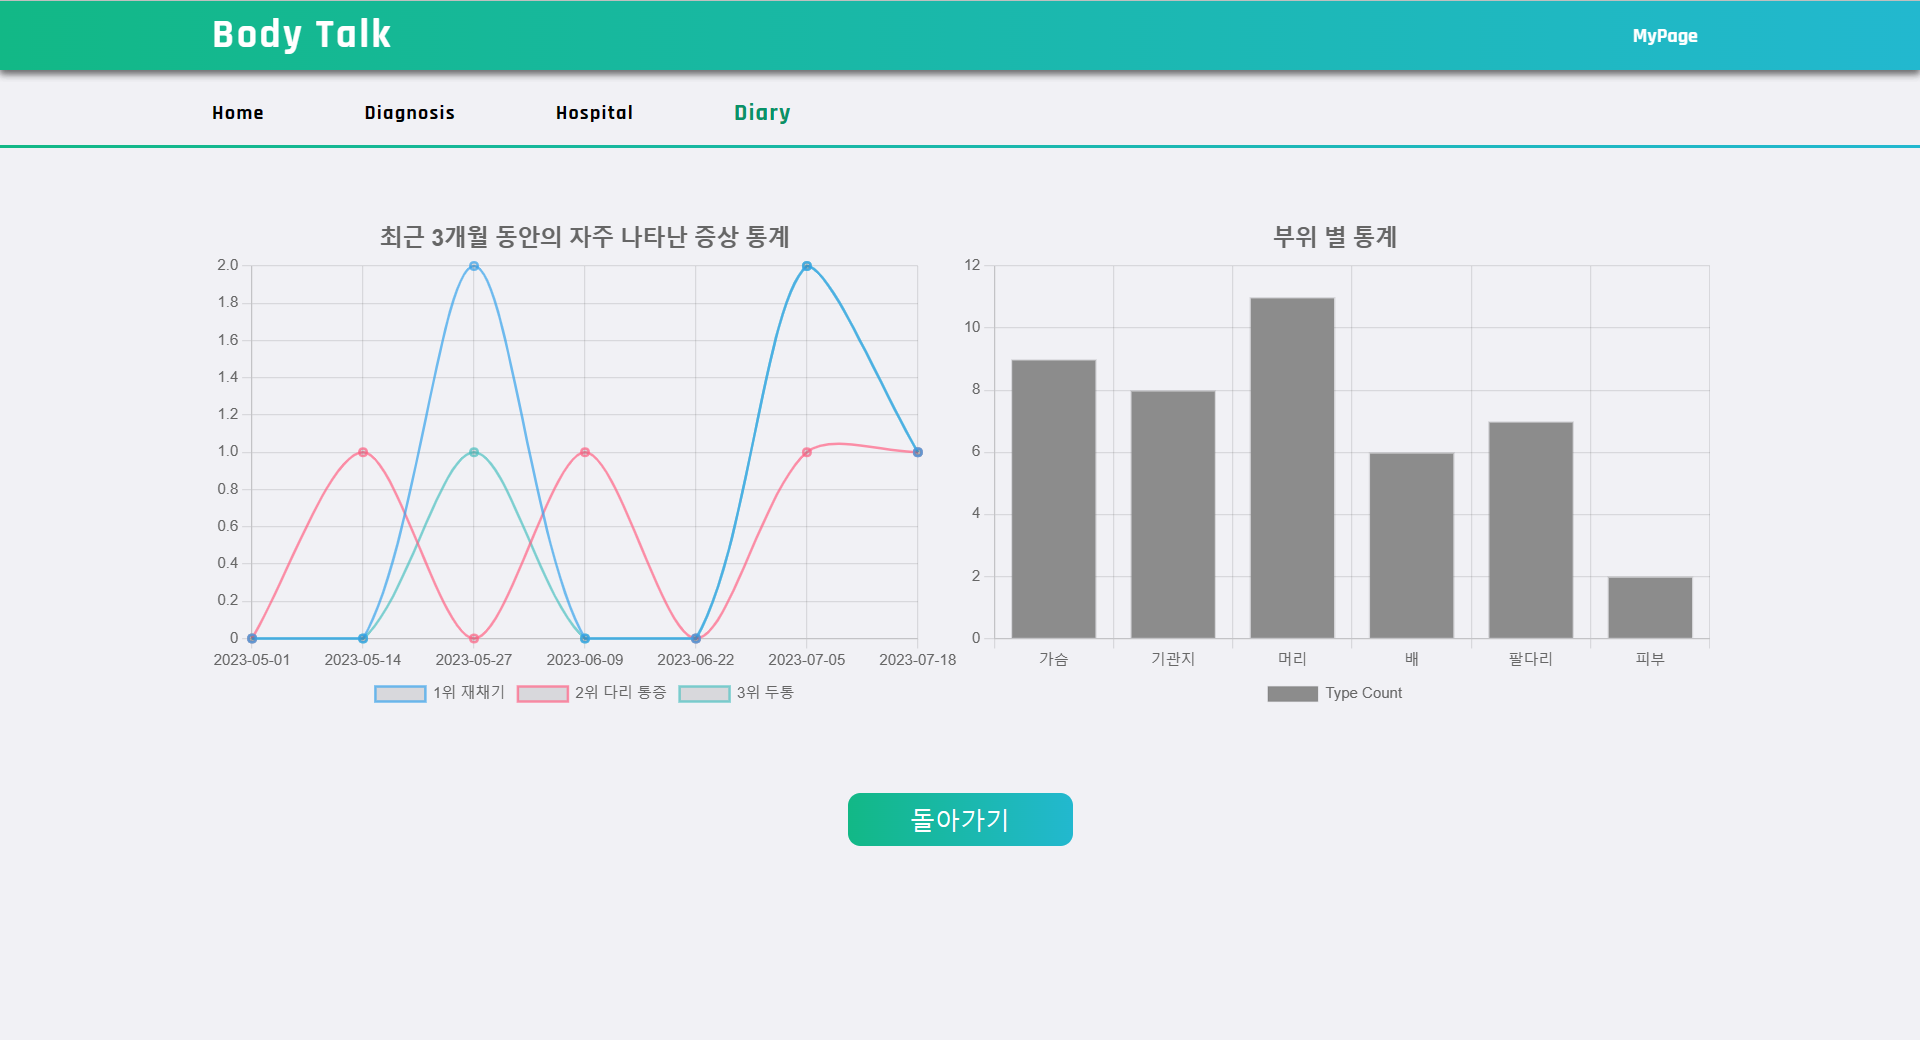 Body Talk
MyPage
Home
Diagnosis
Hospital
Diary
최근 3개월 동안의 자주 나타난 증상 통계
2.0
1.8
1.6
1.4
1.2
1.0
0.8
0.6
0.4
0.2
0
2023-05-01 2023-05-14 2023-05-27 2023-06-09 2023-06-22 2023-07-05 2023-07-18
1위 재채기 2위 다리 통증 3위 두통
부위 별 통계
12
10
8
6
4
2
0
가슴 기관지 머리 배 팔다리 피부
Type Count
돌아가기